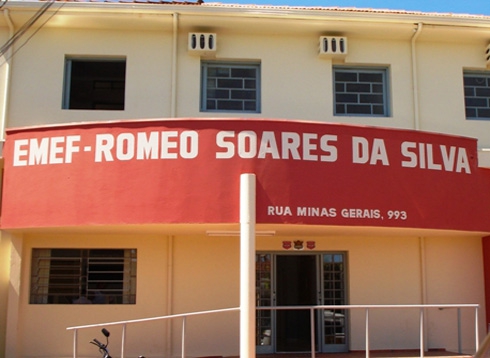 EMEF-ROMEO SOARES DA SILVA
RUA MINAS GERAIS, 993